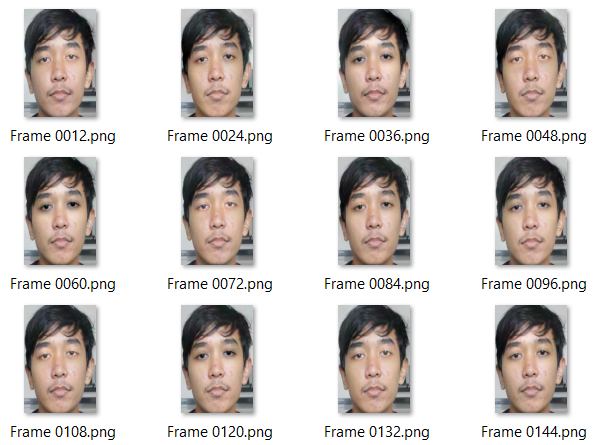 Frame 0012.png
Frame 0024.png
Frame 0036.png
Frame 0048.png
Frame 0060.png
Frame 0072.png
Frame 0084.png
Frame 0096.png
Frame 0108.png
Frame 0120.png
Frame 0132.png
Frame 0144.png